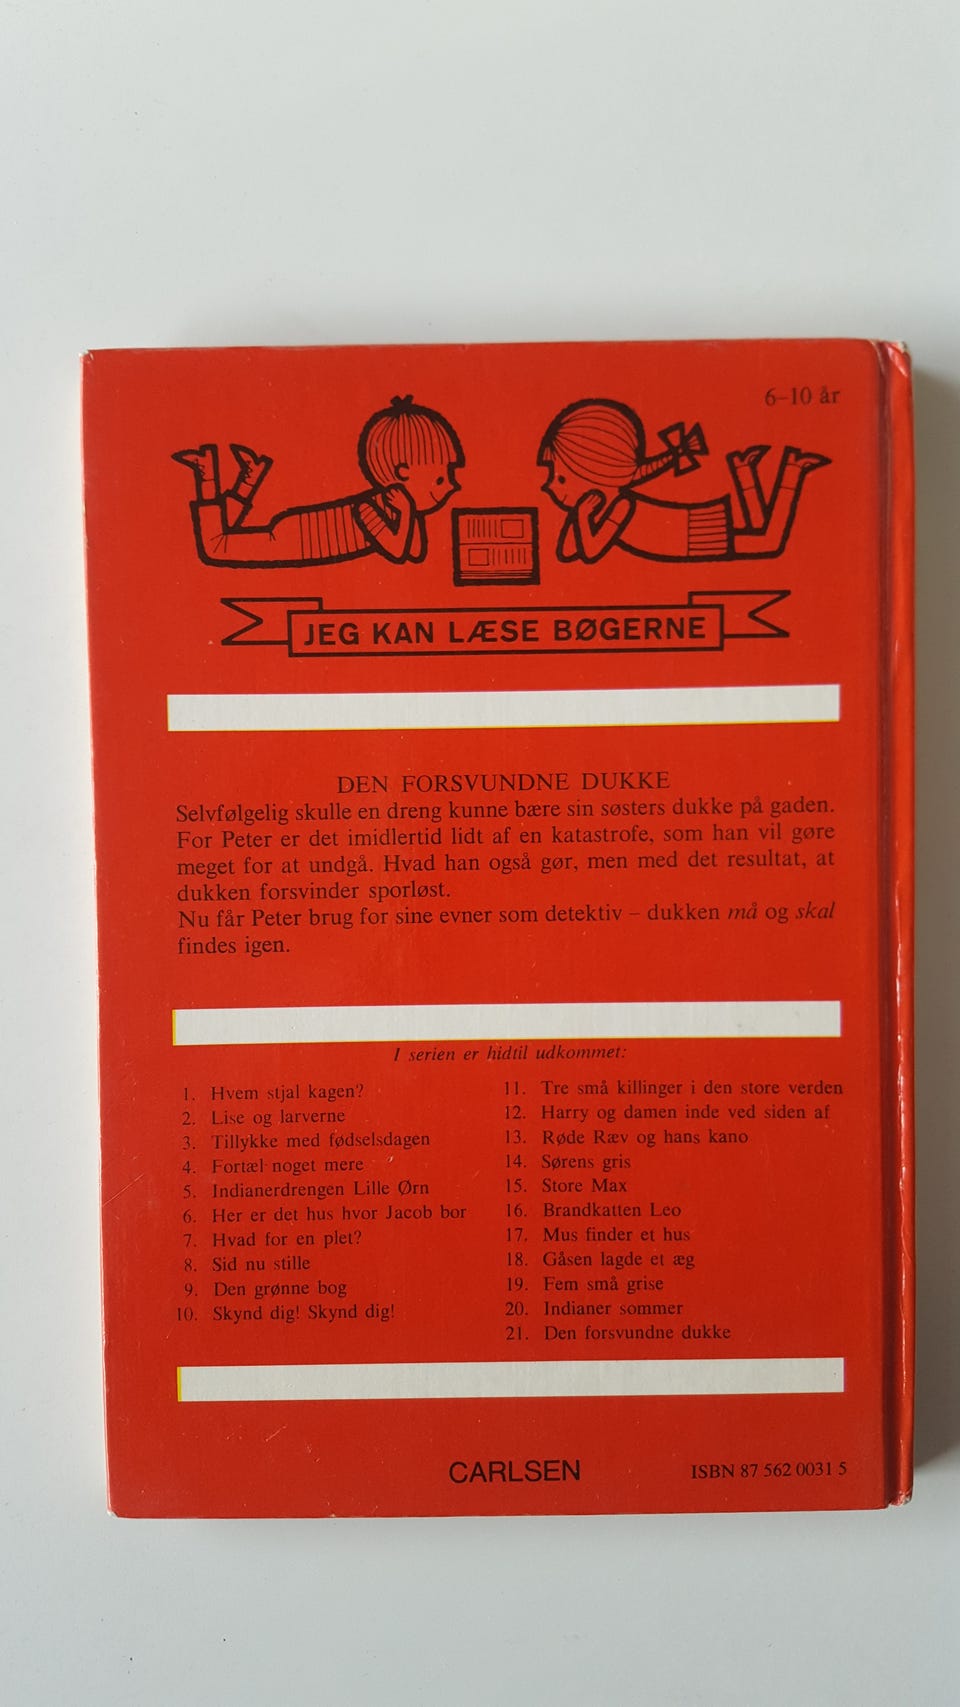 6-10 år
JEG KAN LÆSE BØGERNE
DEN FORSVUNDNE DUKKE
Selvfølgelig skulle en dreng kunne bære sin søsters dukke på gaden.
For Peter er det imidlertid lidt af en katastrofe, som han vil gøre
meget for at undgå. Hvad han også gør, men med det resultat, at
dukken forsvinder sporløst.
Nu får Peter brug for sine evner som detektiv – dukken må og skal
findes igen.
I serien er hidtil udkommet:
1. Hvem stjal kagen?
2. Lise og larverne
3. Tillykke med fødselsdagen
4. Fortæl noget mere
5. Indianerdrengen Lille Ørn
6. Her er det hus hvor Jacob bor
7. Hvad for en plet?
8. Sid nu stille
9. Den grønne bog
10. Skynd dig! Skynd dig!
11. Tre små killinger i den store verden
12. Harry og damen inde ved siden af
13. Røde Ræv og hans kano
14. Sørens gris
15. Store Max
16. Brandkatten Leo
17. Mus finder et hus
18. Gåsen lagde et æg
19. Fem små grise
20. Indianer sommer
21. Den forsvundne dukke
CARLSEN
ISBN 87 562 0031 5